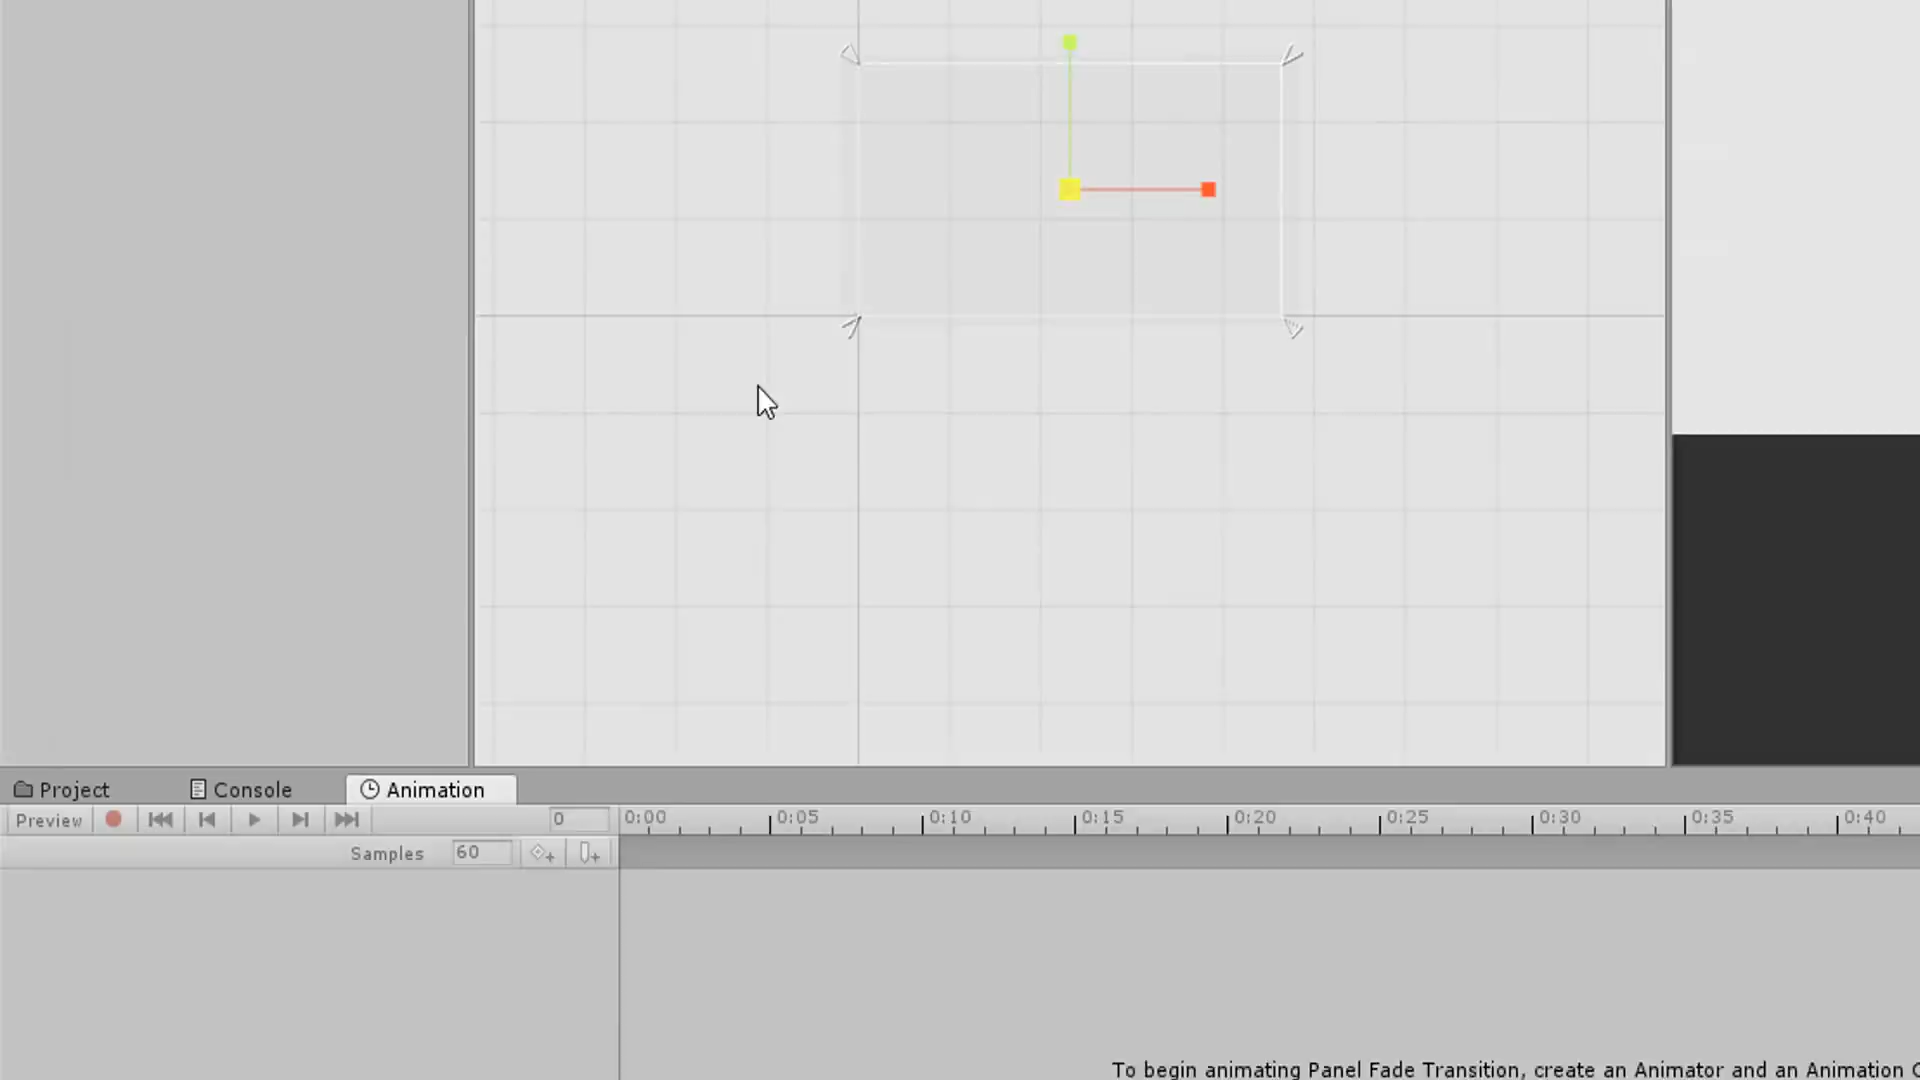 Project Console Animation
Preview 0 0:00 0:05 0:10 0:15 0:20 0:25 0:30 0:35 0:40
Samples 60
To begin animating Panel Fade Transition, create an Animator and an Animation